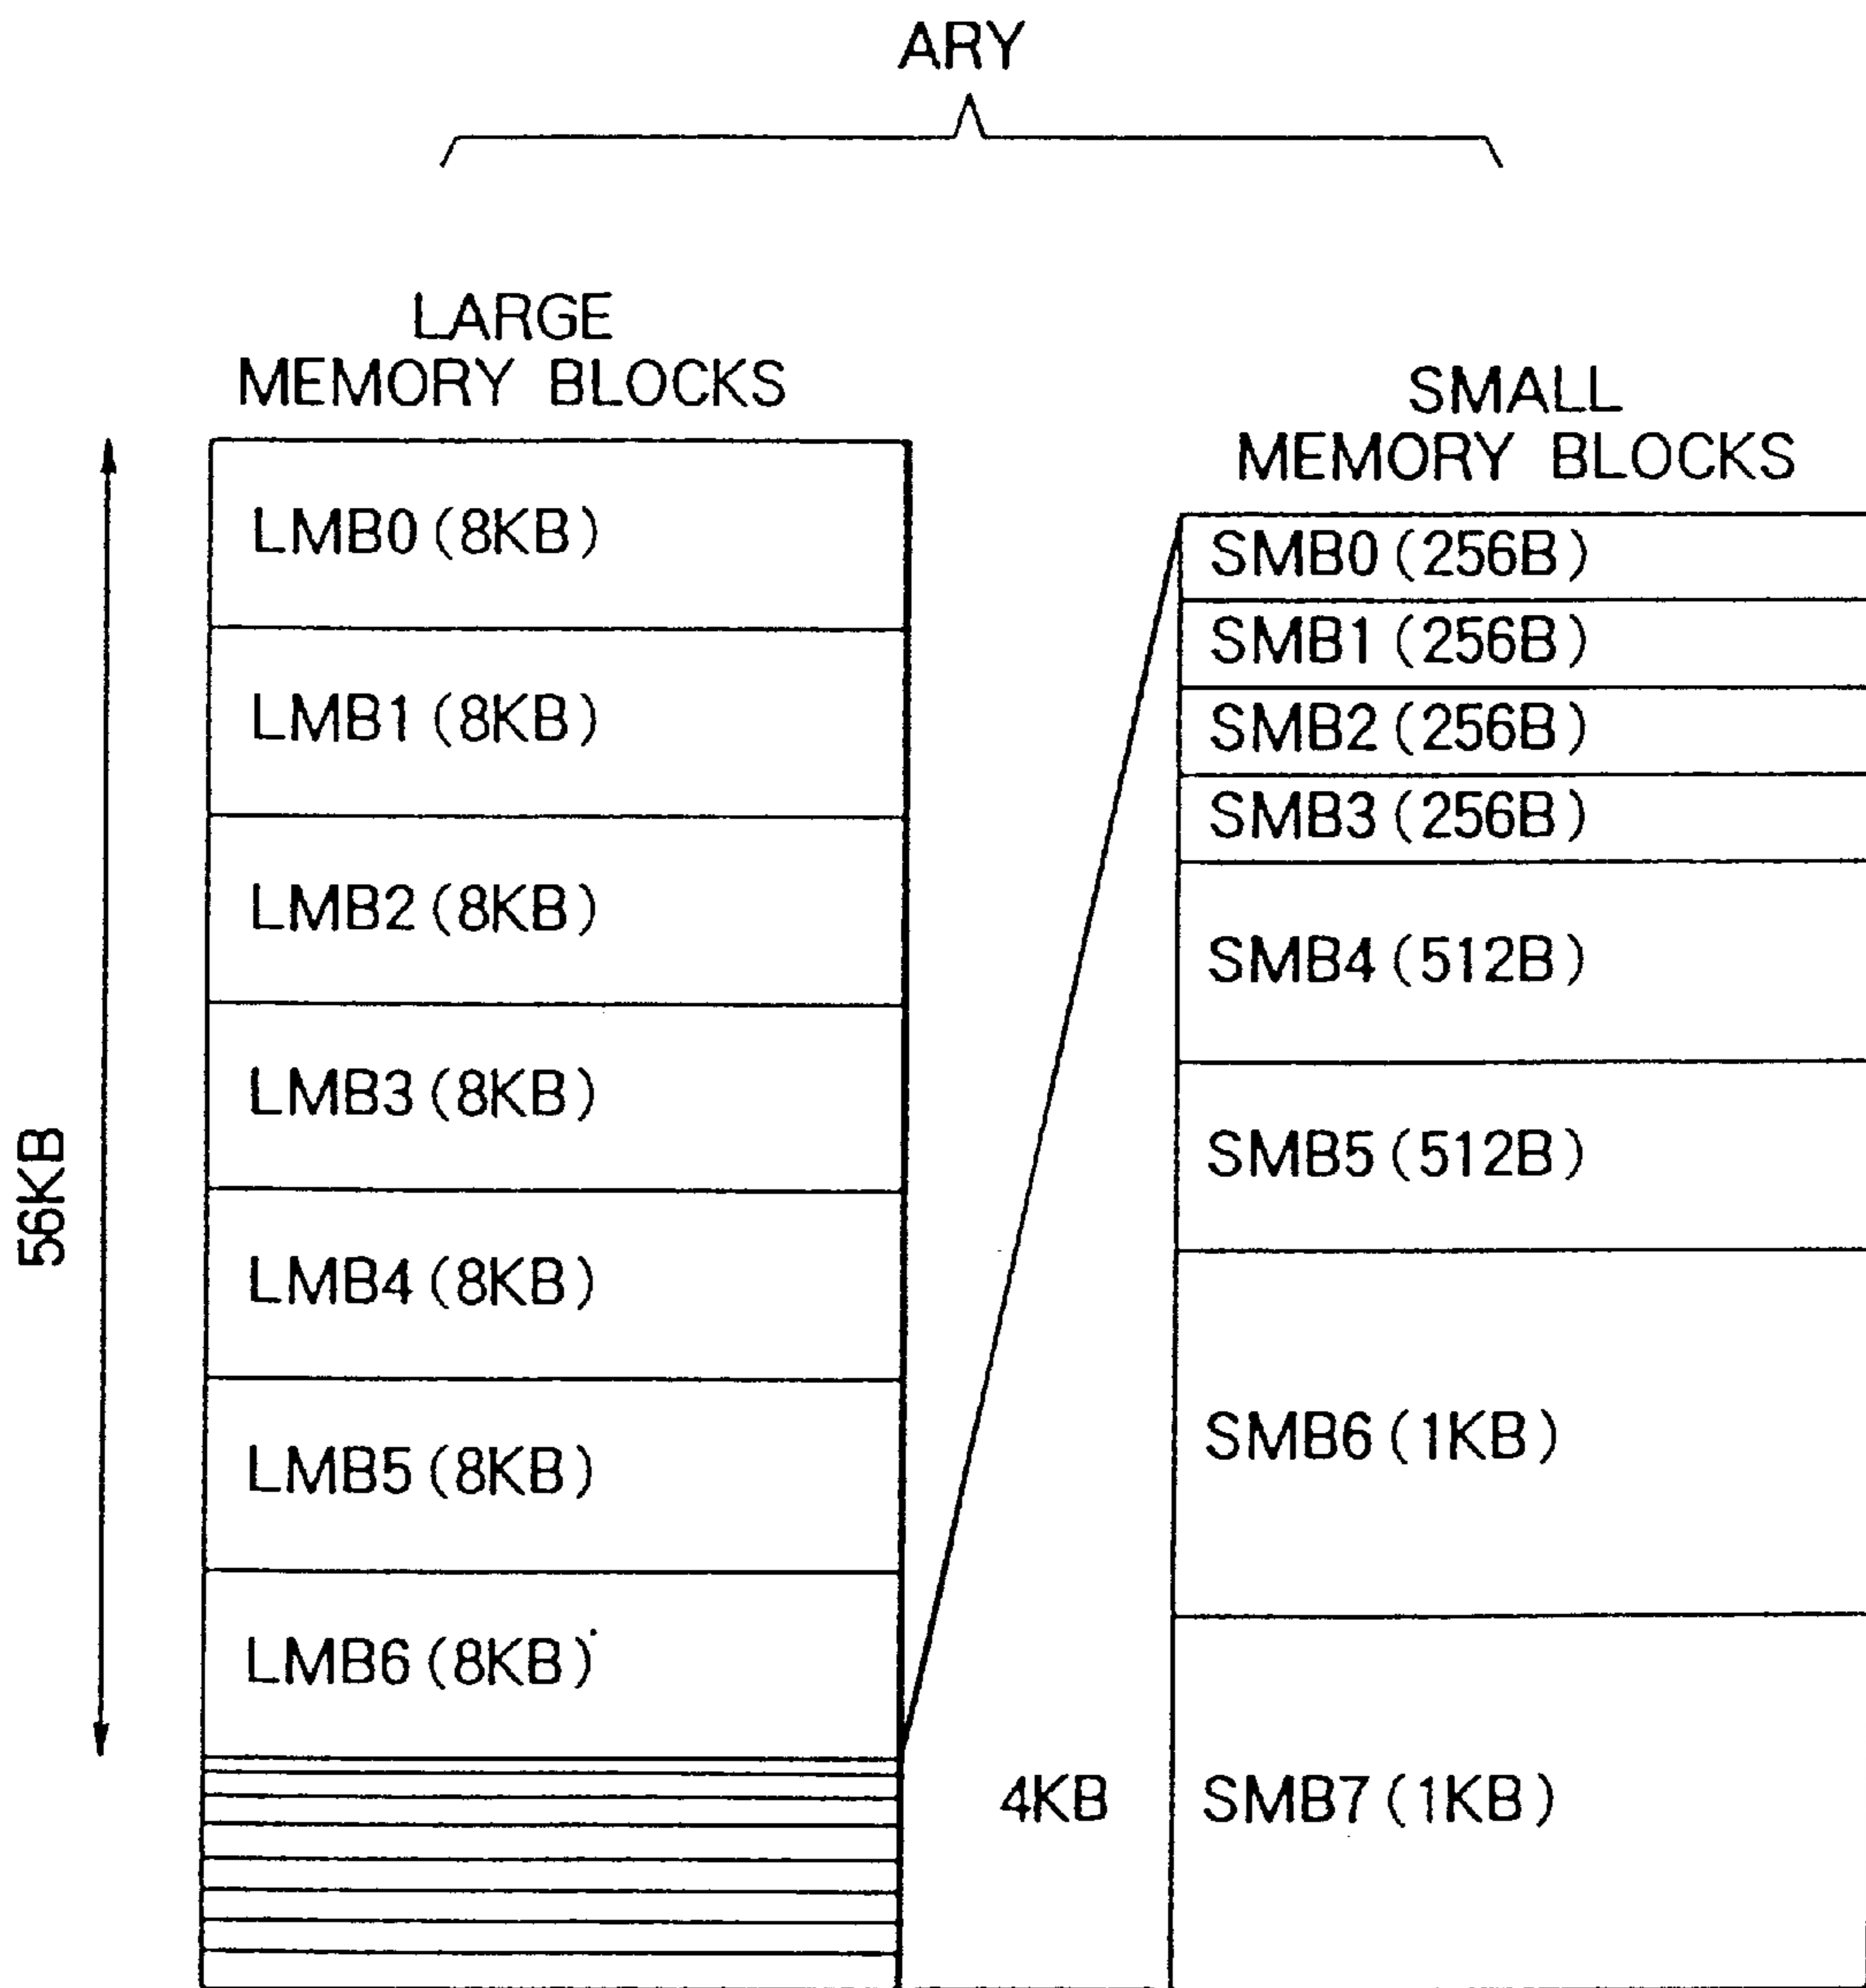 ARY
LARGE
MEMORY BLOCKS
LMB0 (8KB)
LMB1 (8KB)
LMB2 (8KB)
LMB3 (8KB)
LMB4 (8KB)
LMB5 (8KB)
LMB6 (8KB)
56KB
4KB
SMALL
MEMORY BLOCKS
SMB0 (256B)
SMB1 (256B)
SMB2 (256B)
SMB3 (256B)
SMB4 (512B)
SMB5 (512B)
SMB6 (1KB)
SMB7 (1KB)